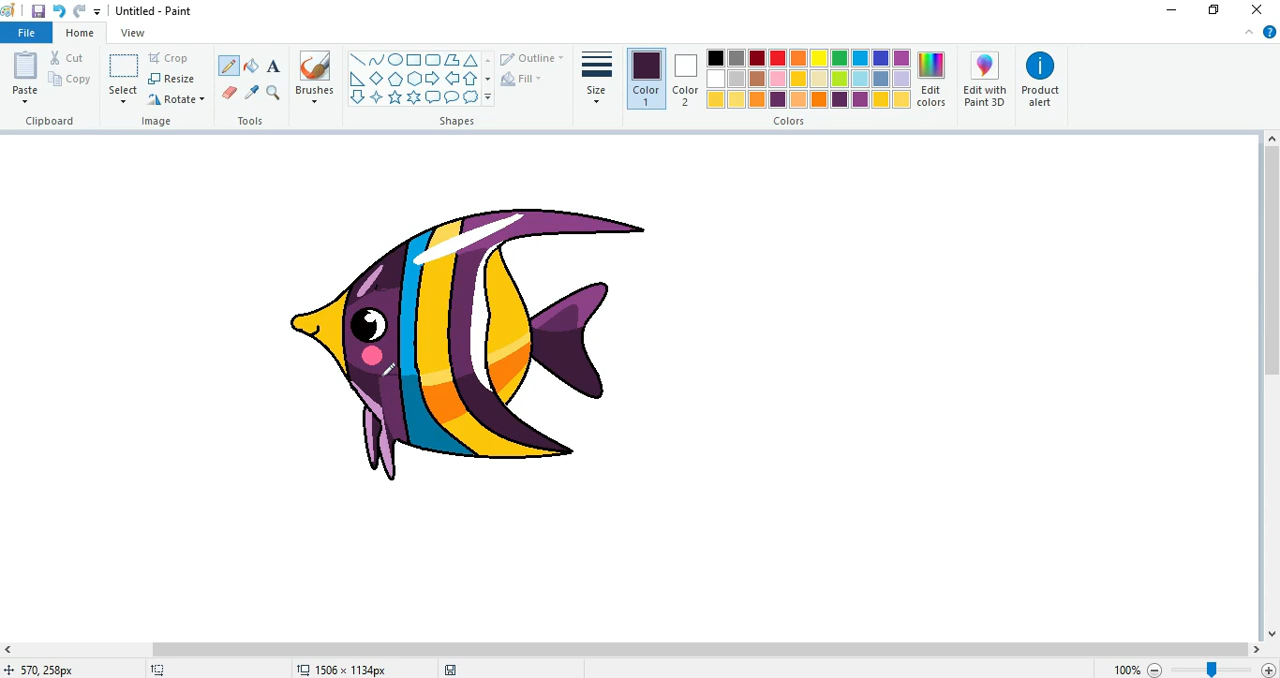 Untitled - Paint
File Home View
Paste
Cut
Copy
Clipboard
Select
Crop
Resize
Rotate
Image
A
Tools
Brushes
Shapes
Outline
Fill
Size
Color 1
Color 2
Colors
Edit colors
Edit with Paint 3D
Product alert
570, 258px
1506 × 1134px
100%